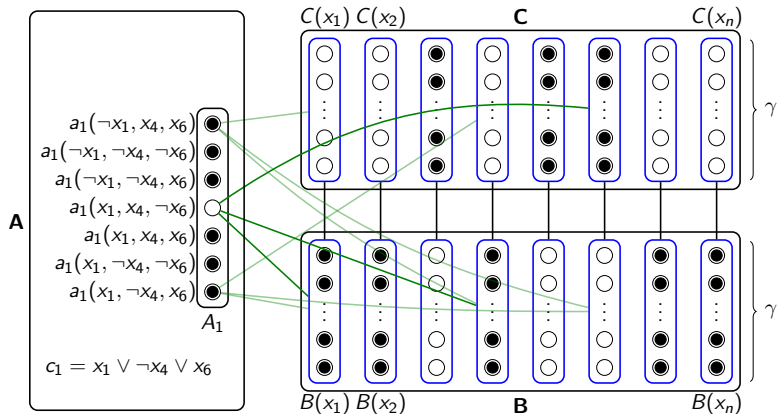 C(x₁) C(x₂) C C(xₙ)
γ
a₁(¬x₁, x₄, x₆)
a₁(¬x₁, ¬x₄, ¬x₆)
a₁(¬x₁, ¬x₄, x₆)
a₁(x₁, x₄, ¬x₆)
A
a₁(x₁, x₄, x₆)
a₁(x₁, ¬x₄, ¬x₆)
a₁(x₁, ¬x₄, x₆)
A₁
γ
c₁ = x₁ ∨ ¬x₄ ∨ x₆
B(x₁) B(x₂) B B(xₙ)